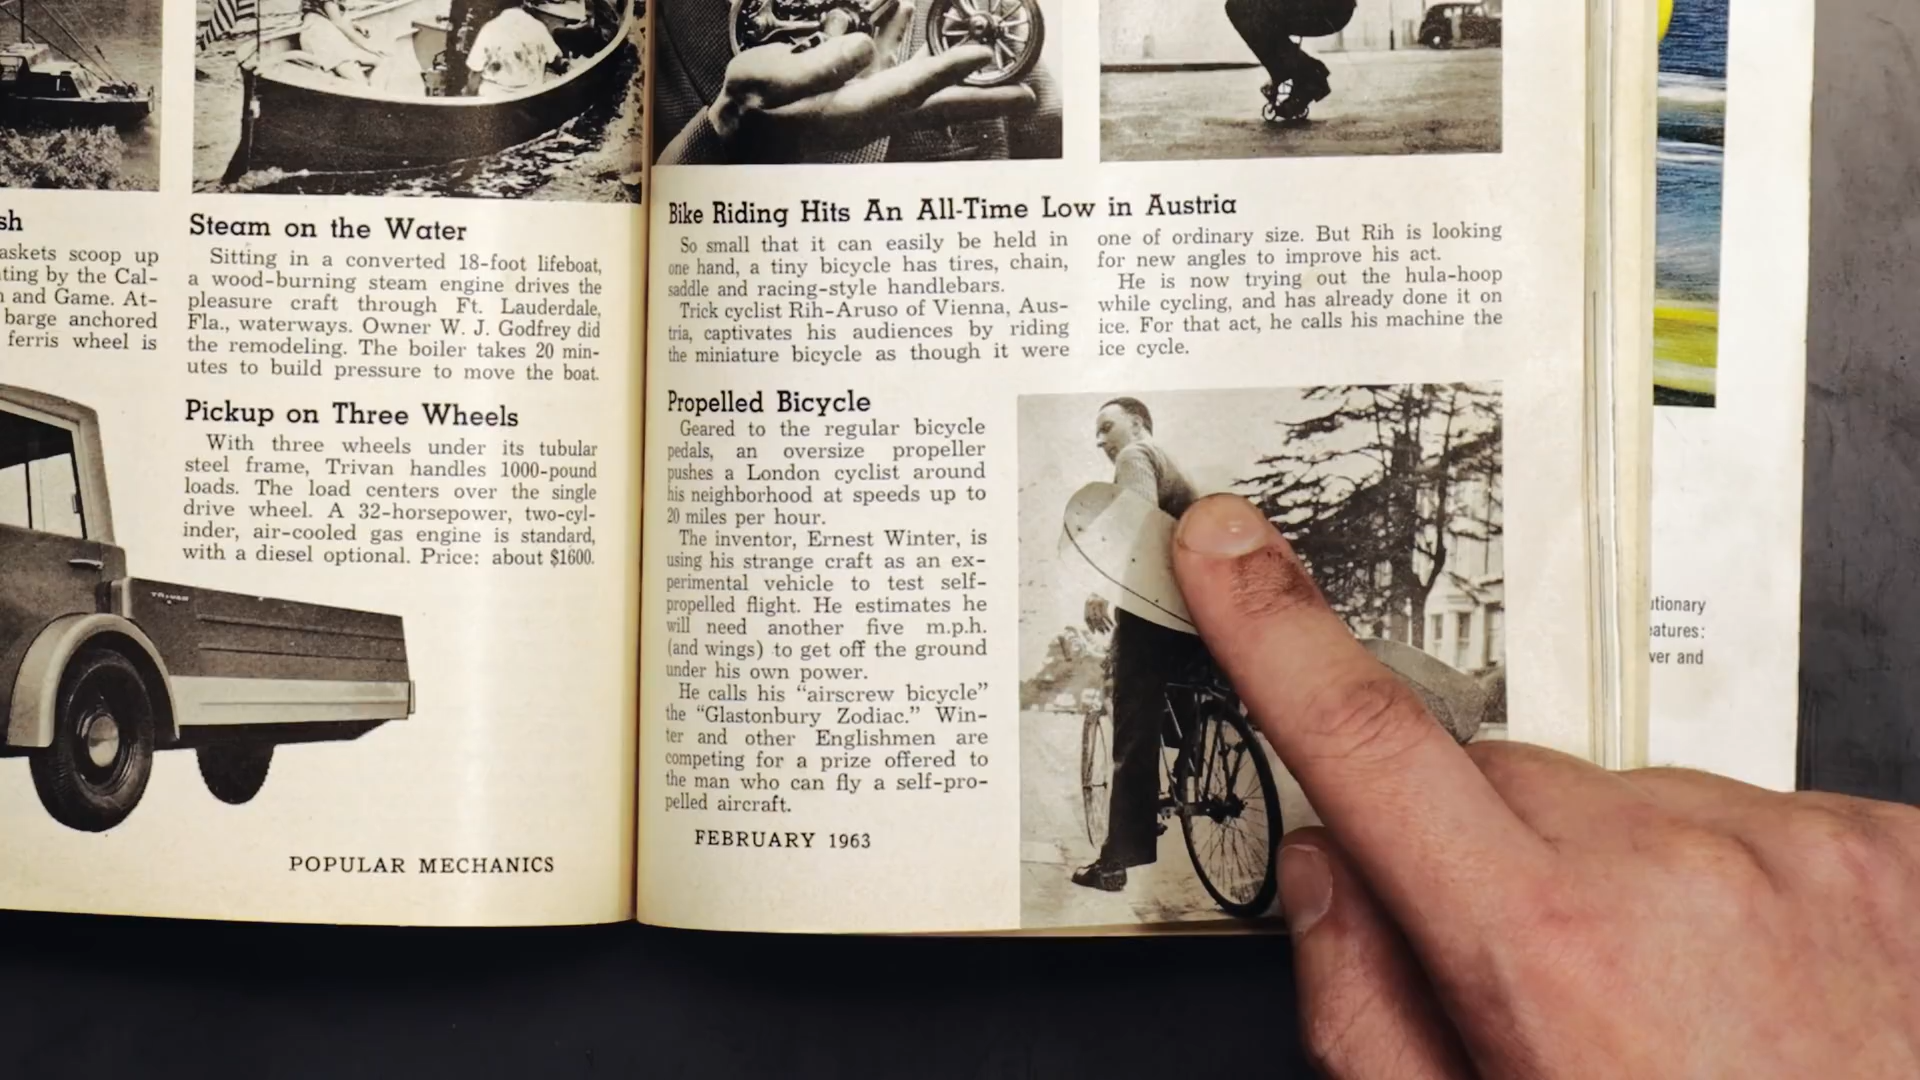 sh
askets scoop up
ting by the Cal-
and Game. At-
barge anchored
ferris wheel is
Steam on the Water
Sitting in a converted 18-foot lifeboat,
a wood-burning steam engine drives the
pleasure craft through Ft. Lauderdale,
Fla., waterways. Owner W. J. Godfrey did
the remodeling. The boiler takes 20 min-
utes to build pressure to move the boat.
Pickup on Three Wheels
With three wheels under its tubular
steel frame, Trivan handles 1000-pound
loads. The load centers over the single
drive wheel. A 32-horsepower, two-cyl-
inder, air-cooled gas engine is standard,
with a diesel optional. Price: about $1600.
TRIVAN
POPULAR MECHANICS
Bike Riding Hits An All-Time Low in Austria
So small that it can easily be held in
one hand, a tiny bicycle has tires, chain,
saddle and racing-style handlebars.
Trick cyclist Rih-Aruso of Vienna, Aus-
tria, captivates his audiences by riding
the miniature bicycle as though it were
one of ordinary size. But Rih is looking
for new angles to improve his act.
He is now trying out the hula-hoop
while cycling, and has already done it on
ice. For that act, he calls his machine the
ice cycle.
Propelled Bicycle
Geared to the regular bicycle
pedals, an oversize propeller
pushes a London cyclist around
his neighborhood at speeds up to
20 miles per hour.
The inventor, Ernest Winter, is
using his strange craft as an ex-
perimental vehicle to test self-
propelled flight. He estimates he
will need another five m.p.h.
(and wings) to get off the ground
under his own power.
He calls his “airscrew bicycle”
the “Glastonbury Zodiac.” Win-
ter and other Englishmen are
competing for a prize offered to
the man who can fly a self-pro-
pelled aircraft.
FEBRUARY 1963
utionary
eatures:
ver and